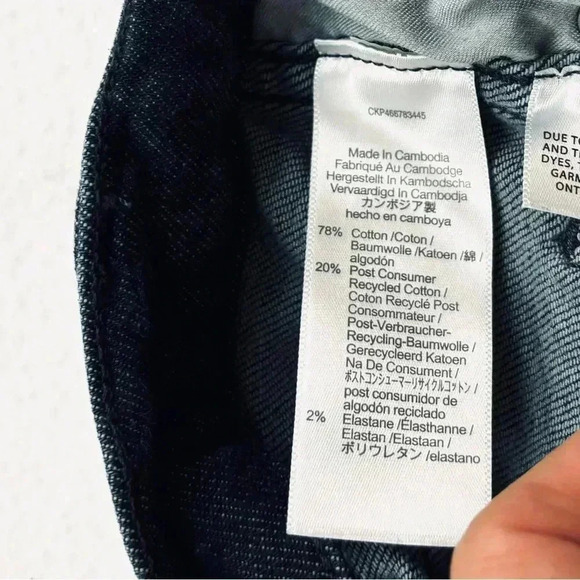 CKP466783445
Made In Cambodia
Fabriqué Au Cambodge
Hergestellt In Kambodscha
Vervaardigd In Cambodja
カンボジア製
hecho en camboya
78% Cotton /Coton /
Baumwolle /Katoen /綿 /
algodón
20% Post Consumer
Recycled Cotton /
Coton Recyclé Post
Consommateur /
Post-Verbraucher-
Recycling-Baumwolle /
Gerecycleerd Katoen
Na De Consument /
ポストコンシューマーリサイクルコットン /
post consumidor de
algodón reciclado
2% Elastane /Élasthanne /
Elastan /Elastaan /
ポリウレタン /elastano
DUE TO
AND T
DYES,
GARM
ONT